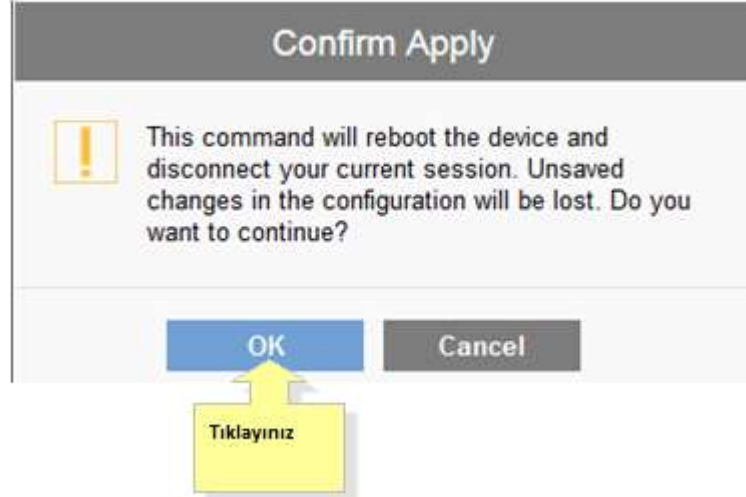 Confirm Apply
This command will reboot the device and
disconnect your current session. Unsaved
changes in the configuration will be lost. Do you
want to continue?
OK
Cancel
Tıklayınız